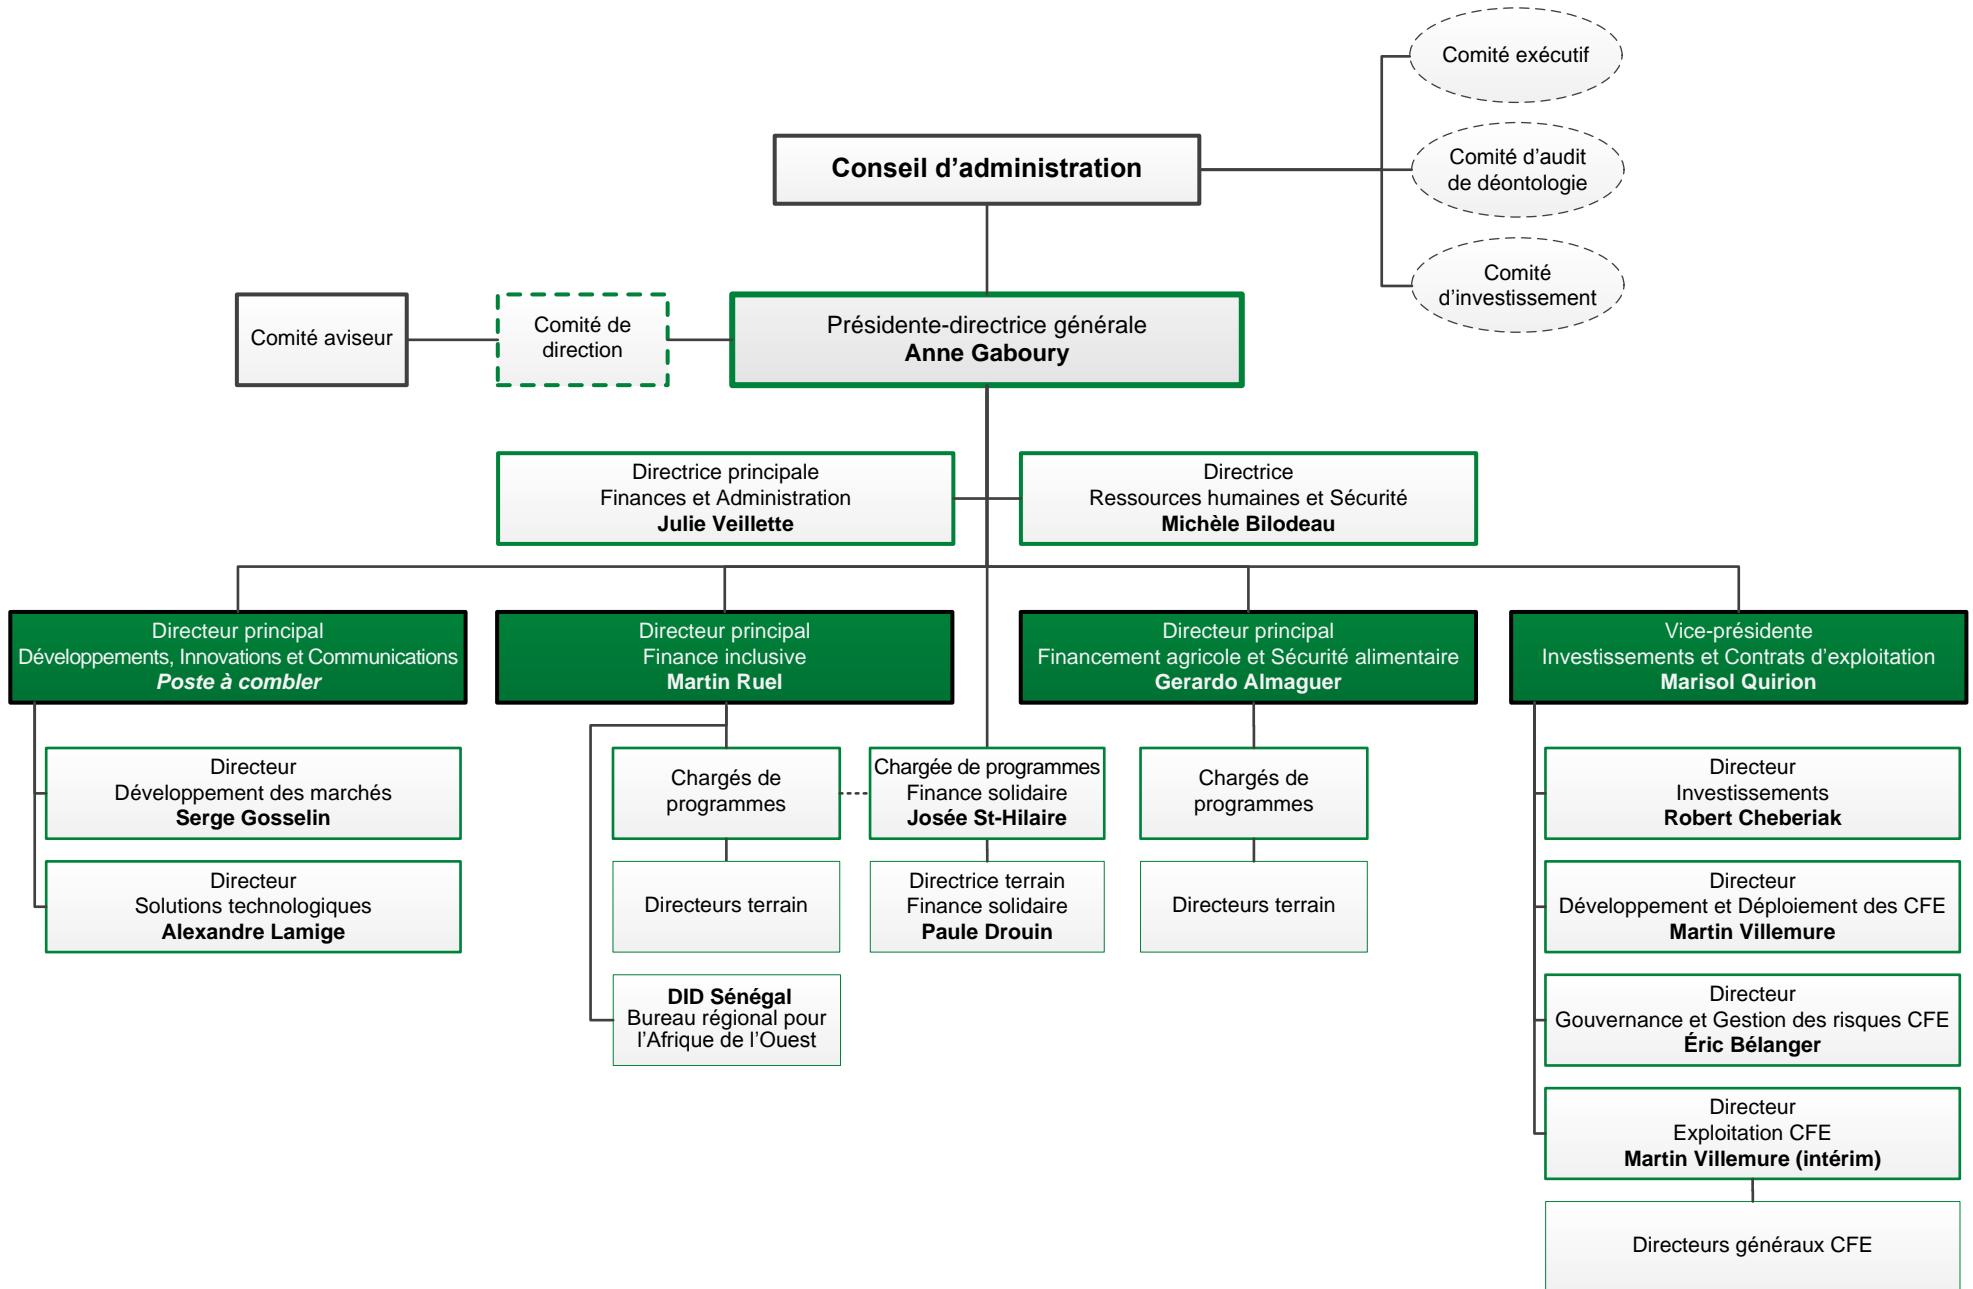 Comité exécutif
Conseil d’administration
Comité d’audit
de déontologie
Comité
d’investissement
Comité aviseur
Comité de
direction
Présidente-directrice générale
Anne Gaboury
Directrice principale
Finances et Administration
Julie Veillette
Directrice
Ressources humaines et Sécurité
Michèle Bilodeau
Directeur principal
Développements, Innovations et Communications
Poste à combler
Directeur principal
Finance inclusive
Martin Ruel
Directeur principal
Financement agricole et Sécurité alimentaire
Gerardo Almaguer
Vice-présidente
Investissements et Contrats d’exploitation
Marisol Quirion
Directeur
Développement des marchés
Serge Gosselin
Chargés de
programmes
Chargée de programmes
Finance solidaire
Josée St-Hilaire
Chargés de
programmes
Directeur
Investissements
Robert Cheberiak
Directeur
Solutions technologiques
Alexandre Lamige
Directeurs terrain
Directrice terrain
Finance solidaire
Paule Drouin
Directeurs terrain
Directeur
Développement et Déploiement des CFE
Martin Villemure
DID Sénégal
Bureau régional pour
l’Afrique de l’Ouest
Directeur
Gouvernance et Gestion des risques CFE
Éric Bélanger
Directeur
Exploitation CFE
Martin Villemure (intérim)
Directeurs généraux CFE